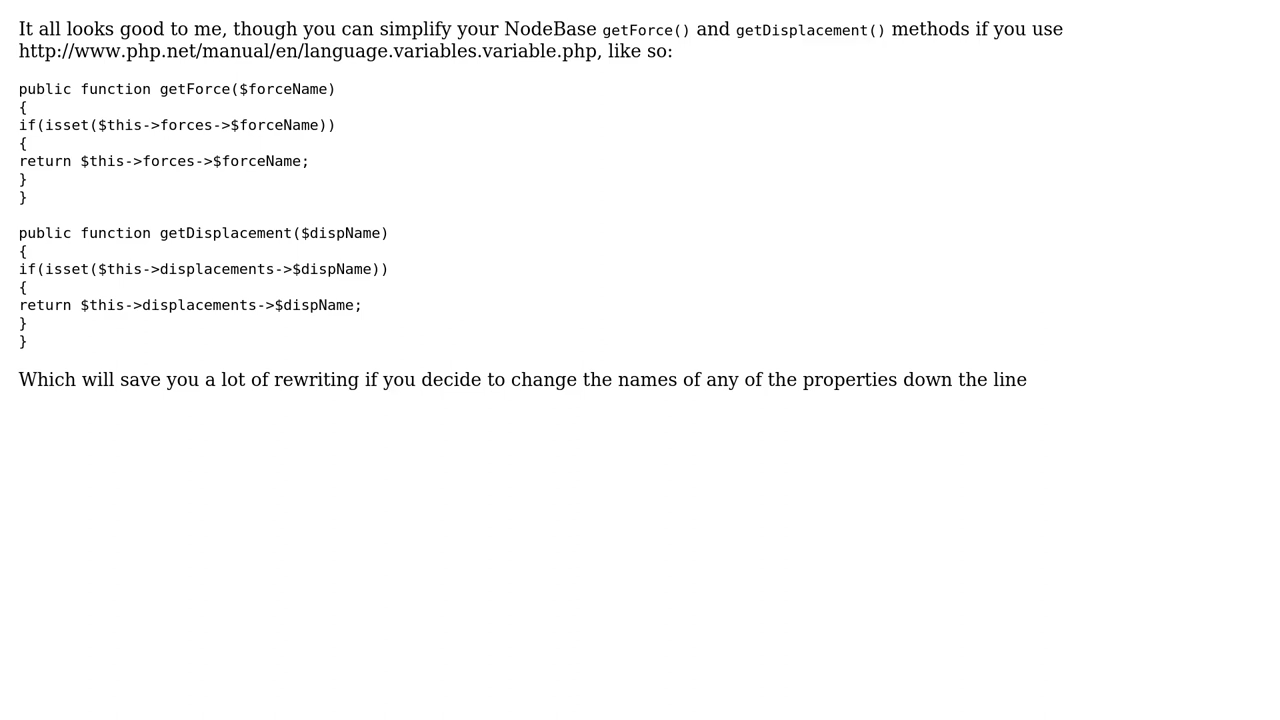 It all looks good to me, though you can simplify your NodeBase getForce() and getDisplacement() methods if you use
http://www.php.net/manual/en/language.variables.variable.php, like so:
public function getForce($forceName)
{
if(isset($this->forces->$forceName))
{
return $this->forces->$forceName;
}
}
public function getDisplacement($dispName)
{
if(isset($this->displacements->$dispName))
{
return $this->displacements->$dispName;
}
}
Which will save you a lot of rewriting if you decide to change the names of any of the properties down the line